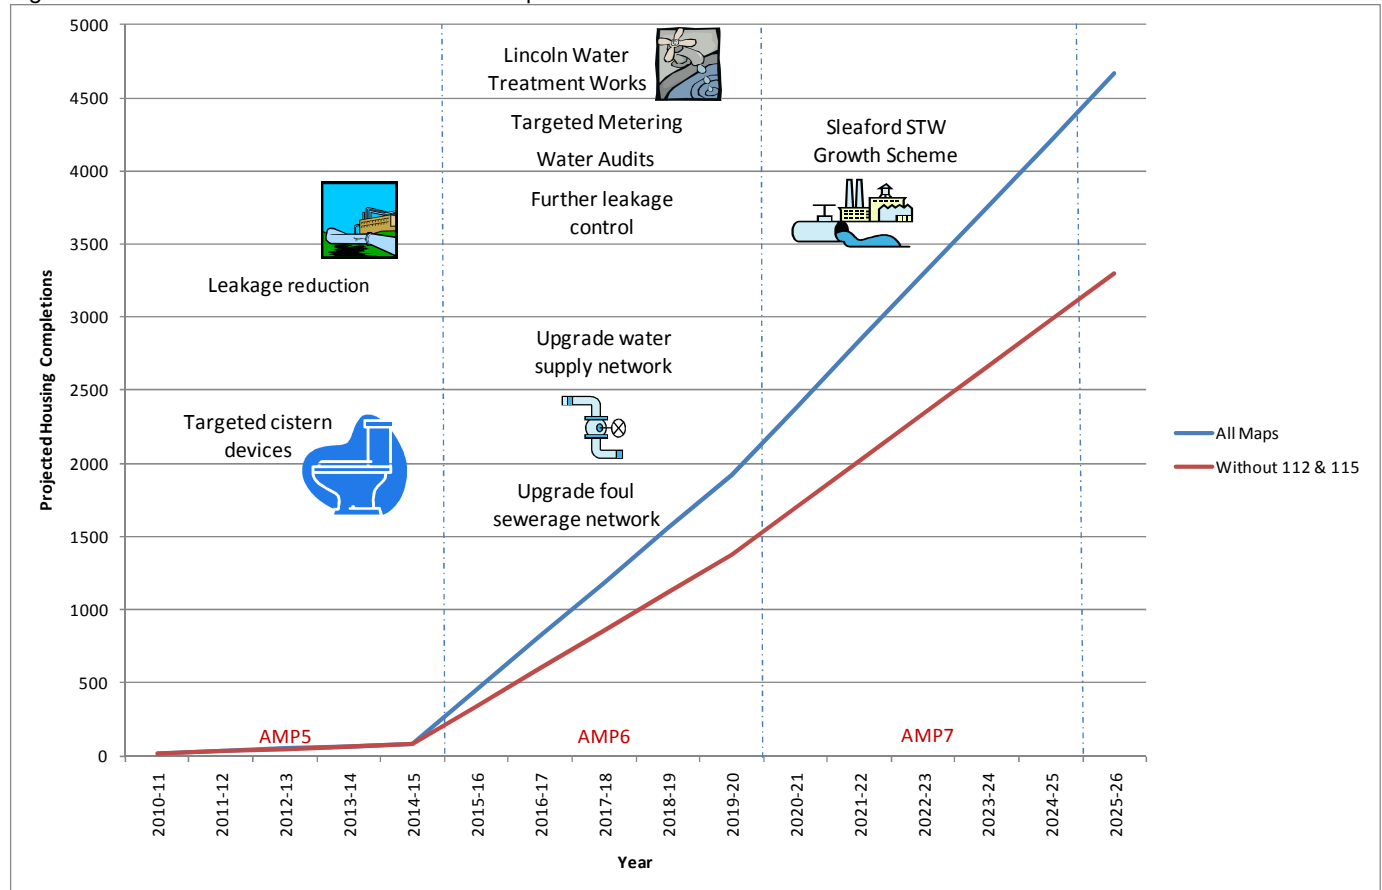 5000
4500
4000
3500
3000
2500
2000
1500
1000
500
0
Projected Housing Completions
Lincoln Water
Treatment Works
Targeted Metering
Water Audits
Further leakage
control
Sleaford STW
Growth Scheme
Leakage reduction
Upgrade water
supply network
Targeted cistern
devices
Upgrade foul
sewerage network
All Maps
Without 112 & 115
AMP5
AMP6
AMP7
2010-11
2011-12
2012-13
2013-14
2014-15
2015-16
2016-17
2017-18
2018-19
2019-20
2020-21
2021-22
2022-23
2023-24
2024-25
2025-26
Year